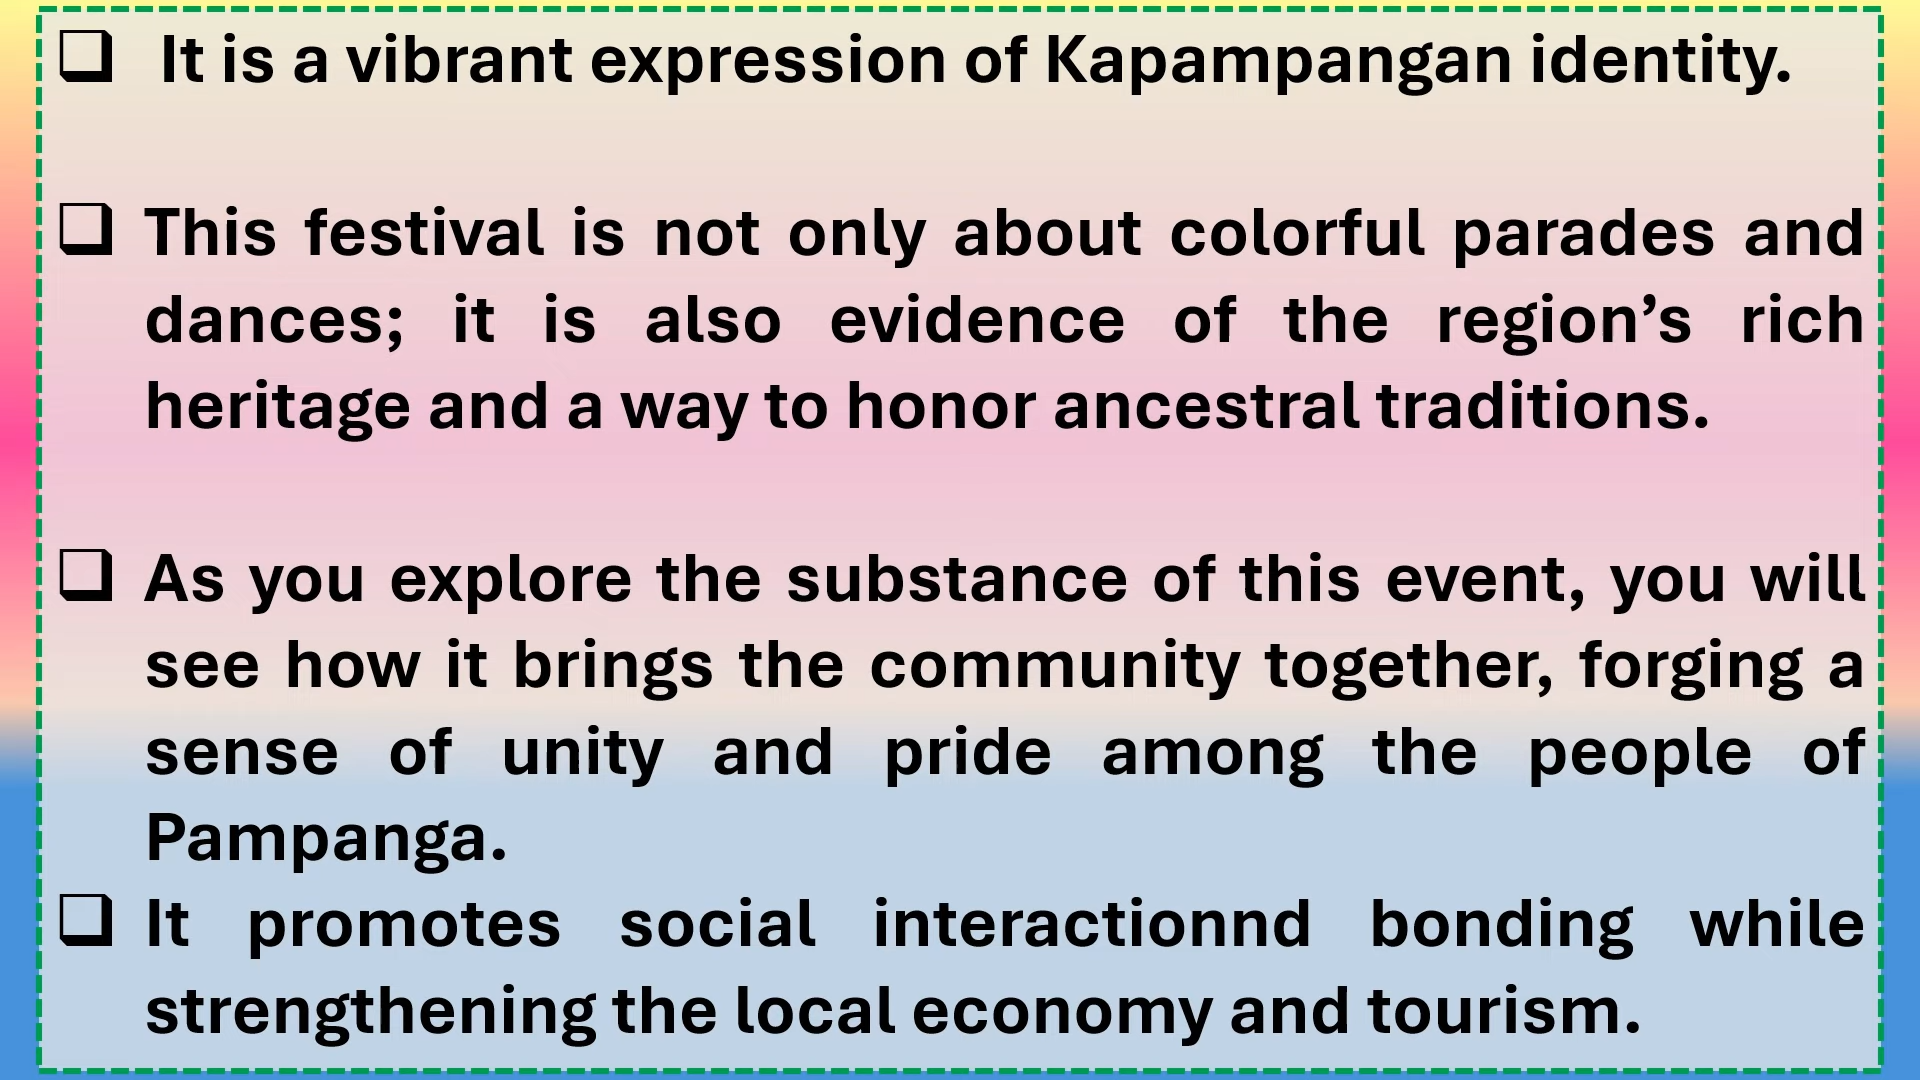 It is a vibrant expression of Kapampangan identity.
This festival is not only about colorful parades and
dances; it is also evidence of the region’s rich
heritage and a way to honor ancestral traditions.
As you explore the substance of this event, you will
see how it brings the community together, forging a
sense of unity and pride among the people of
Pampanga.
It promotes social interactionnd bonding while
strengthening the local economy and tourism.